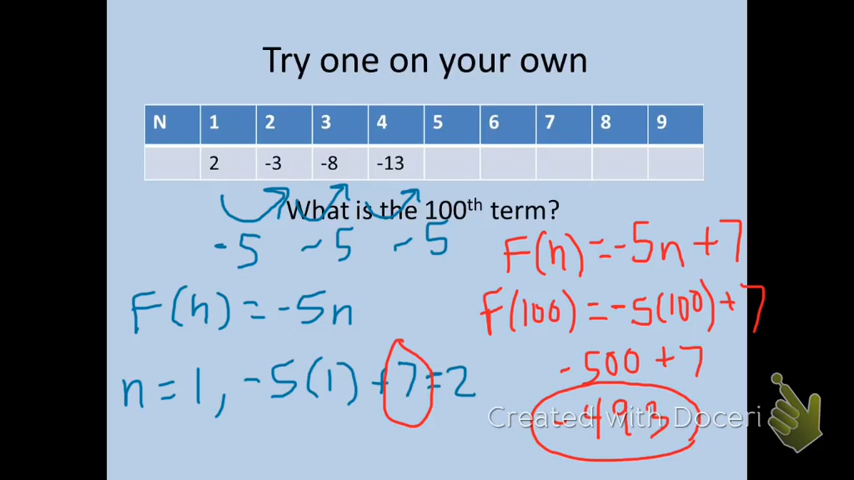 Try one on your own
N 1 2 3 4 5 6 7 8 9
2 -3 -8 -13
What is the 100th term?
-5 -5 -5
F(n)=-5n+7
F(n)=-5n
F(100)=-5(100)+7
-500+7
n=1, -5(1)+7=2
-493
Created with Doceri